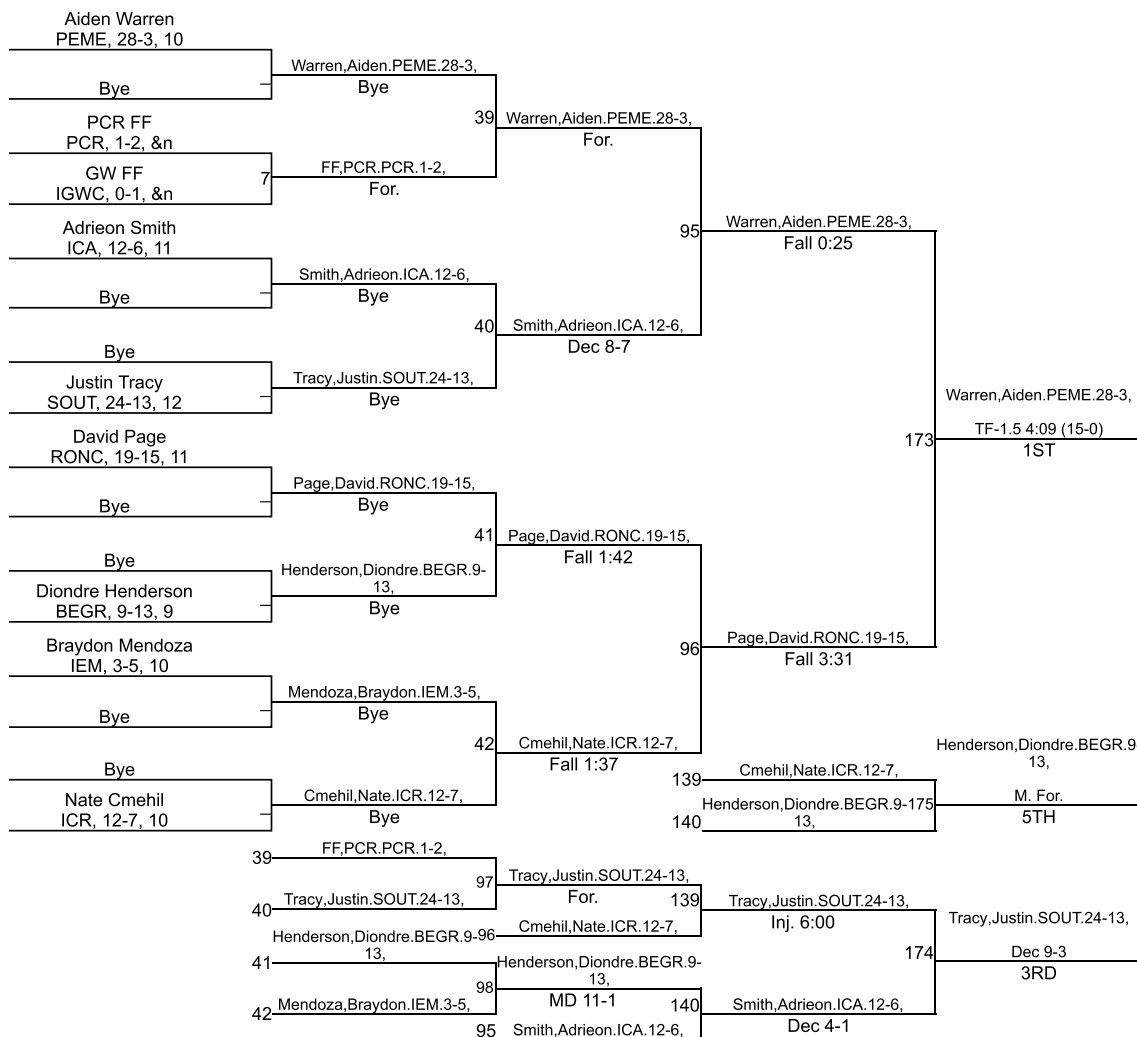 Aiden Warren
PEME, 28-3, 10
Bye
Warren,Aiden.PEME.28-3,
Bye
PCR FF
PCR, 1-2, &n
GW FF
IGWC, 0-1, &n
7
FF,PCR.PCR.1-2,
For.
39
Warren,Aiden.PEME.28-3,
For.
Adrieon Smith
ICA, 12-6, 11
Bye
Smith,Adrieon.ICA.12-6,
Bye
Bye
Justin Tracy
SOUT, 24-13, 12
Tracy,Justin.SOUT.24-13,
Bye
40
Smith,Adrieon.ICA.12-6,
Dec 8-7
95
Warren,Aiden.PEME.28-3,
Fall 0:25
David Page
RONC, 19-15, 11
Bye
Page,David.RONC.19-15,
Bye
Bye
Diondre Henderson
BEGR, 9-13, 9
Henderson,Diondre.BEGR.9-
13,
Bye
41
Page,David.RONC.19-15,
Fall 1:42
Braydon Mendoza
IEM, 3-5, 10
Bye
Mendoza,Braydon.IEM.3-5,
Bye
Bye
Nate Cmehil
ICR, 12-7, 10
Cmehil,Nate.ICR.12-7,
Bye
42
Cmehil,Nate.ICR.12-7,
Fall 1:37
96
Page,David.RONC.19-15,
Fall 3:31
173
Warren,Aiden.PEME.28-3,
TF-1.5 4:09 (15-0)
1ST
139
Cmehil,Nate.ICR.12-7,
140
Henderson,Diondre.BEGR.9-
13,
175
Henderson,Diondre.BEGR.9-
13,
M. For.
5TH
39
FF,PCR.PCR.1-2,
40
Tracy,Justin.SOUT.24-13,
97
Tracy,Justin.SOUT.24-13,
For.
96
Cmehil,Nate.ICR.12-7,
139
Tracy,Justin.SOUT.24-13,
Inj. 6:00
41
Henderson,Diondre.BEGR.9-
13,
42
Mendoza,Braydon.IEM.3-5,
98
Henderson,Diondre.BEGR.9-
13,
MD 11-1
95
Smith,Adrieon.ICA.12-6,
140
Smith,Adrieon.ICA.12-6,
Dec 4-1
174
Tracy,Justin.SOUT.24-13,
Dec 9-3
3RD